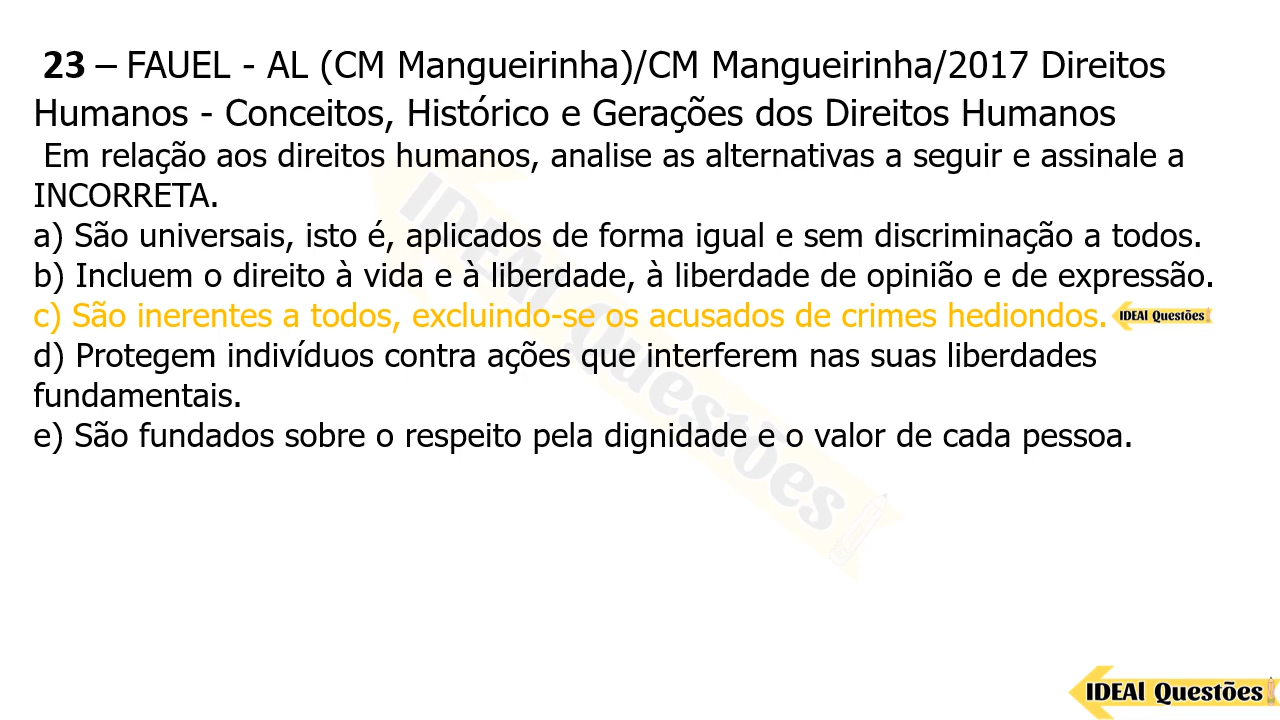 23 – FAUEL - AL (CM Mangueirinha)/CM Mangueirinha/2017 Direitos
Humanos - Conceitos, Histórico e Gerações dos Direitos Humanos
Em relação aos direitos humanos, analise as alternativas a seguir e assinale a
INCORRETA.
a) São universais, isto é, aplicados de forma igual e sem discriminação a todos.
b) Incluem o direito à vida e à liberdade, à liberdade de opinião e de expressão.
c) São inerentes a todos, excluindo-se os acusados de crimes hediondos. IDEAl Questões
d) Protegem indivíduos contra ações que interferem nas suas liberdades
fundamentais.
e) São fundados sobre o respeito pela dignidade e o valor de cada pessoa.
IDEAl Questões
IDEAl Questões